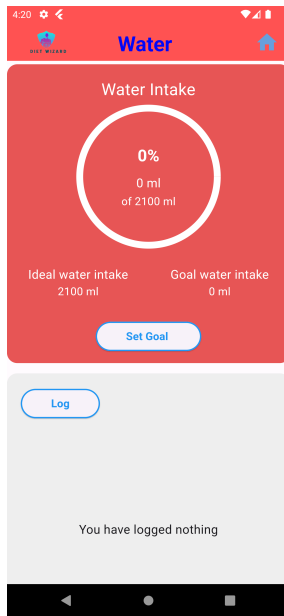 4:20
DIET WIZARD
Water
Water Intake
0%
0 ml
of 2100 ml
Ideal water intake
2100 ml
Goal water intake
0 ml
Set Goal
Log
You have logged nothing